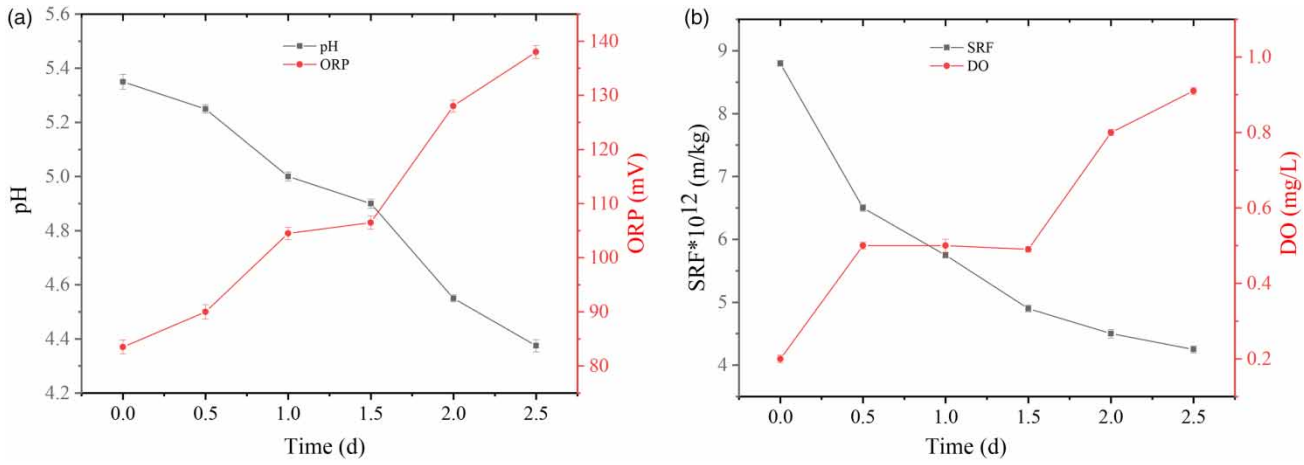 (a)
5.6
5.4
5.2
5.0
4.8
4.6
4.4
4.2
pH
pH
ORP
140
130
120
110
100
90
80
ORP (mV)
0.0 0.5 1.0 1.5 2.0 2.5
Time (d)
(b)
9
8
7
6
5
4
SRF*10^12 (m/kg)
SRF
DO
1.0
0.8
0.6
0.4
0.2
DO (mg/L)
0.0 0.5 1.0 1.5 2.0 2.5
Time (d)